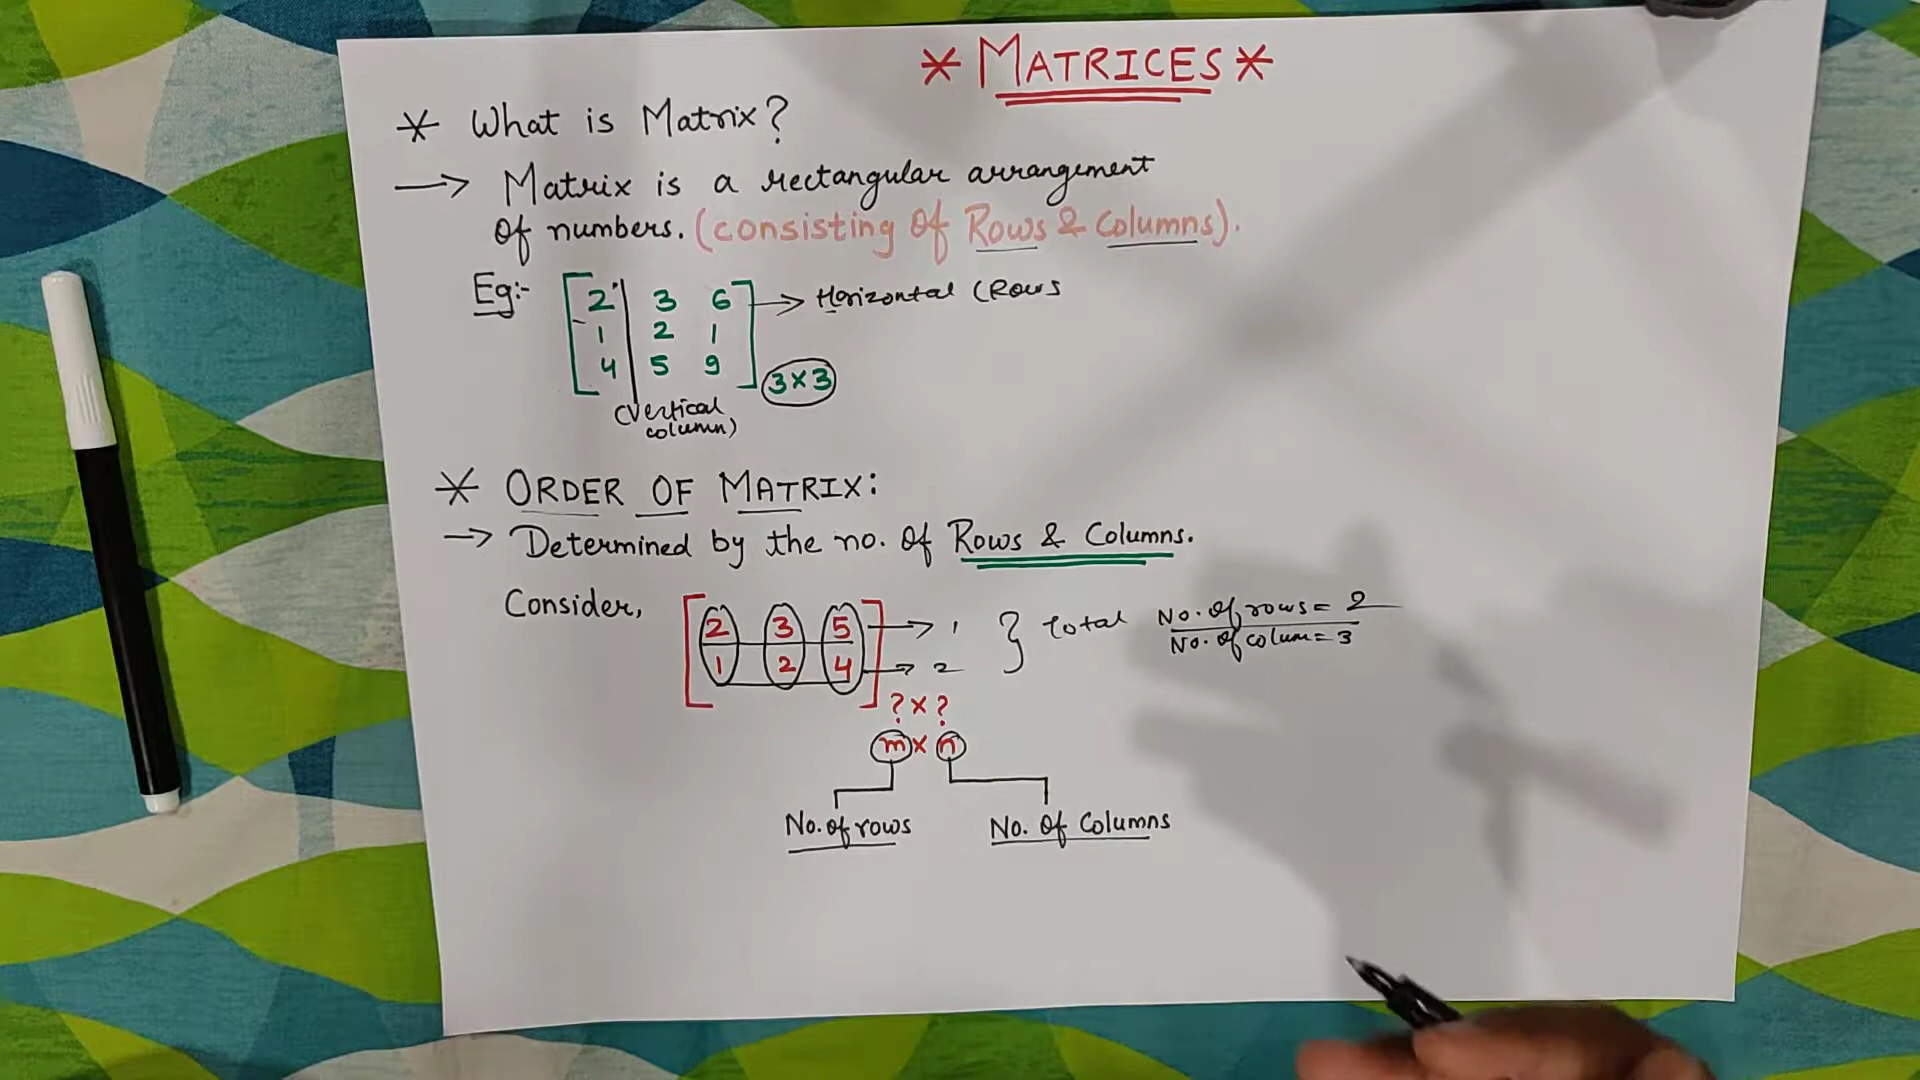 * MATRICES *
* What is Matrix?
→ Matrix is a rectangular arrangement
of numbers. (consisting of Rows & Columns).
Eg:- [ 2 3 6 ] → Horizontal (Rows
1 2 1
4 5 9
3×3
(Vertical
column)
* ORDER OF MATRIX:
→ Determined by the no. of Rows & Columns.
Consider, [ 2 3 5 ] → 1 } total No. of rows = 2
1 2 4 → 2 No. of colum = 3
? × ?
m × n
No. of rows No. Of Columns